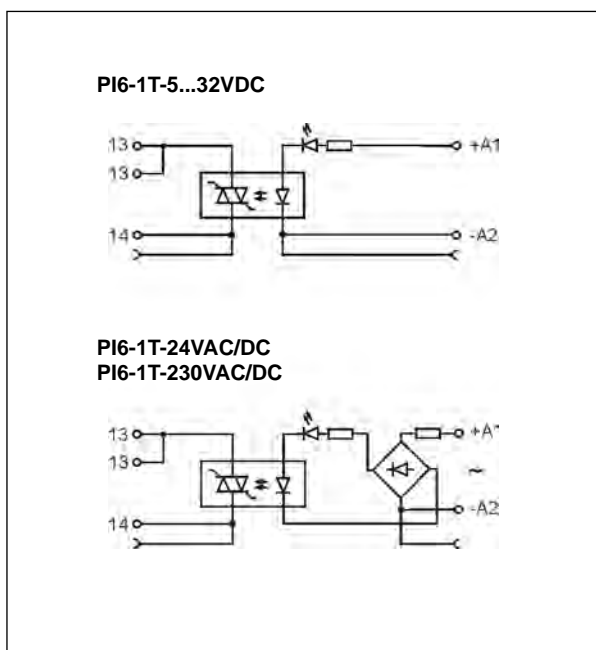 PI6-1T-5...32VDC
13 +A1
13
14 -A2
PI6-1T-24VAC/DC
PI6-1T-230VAC/DC
13 +A1
13 ~
14 -A2